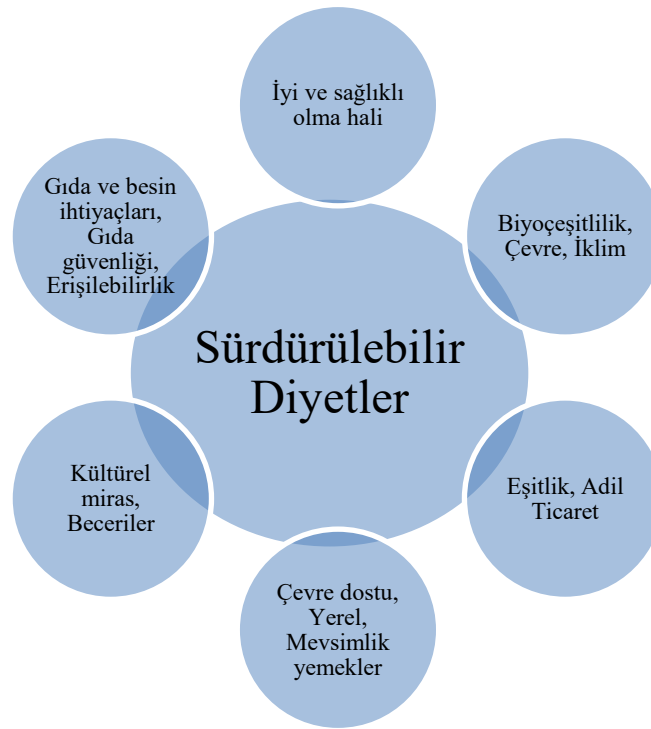 İyi ve sağlıklı
olma hali
Gıda ve besin
ihtiyaçları,
Gıda
güvenliği,
Erişilebilirlik
Biyoçeşitlilik,
Çevre, İklim
Sürdürülebilir
Diyetler
Kültürel
miras,
Beceriler
Eşitlik, Adil
Ticaret
Çevre dostu,
Yerel,
Mevsimlik
yemekler